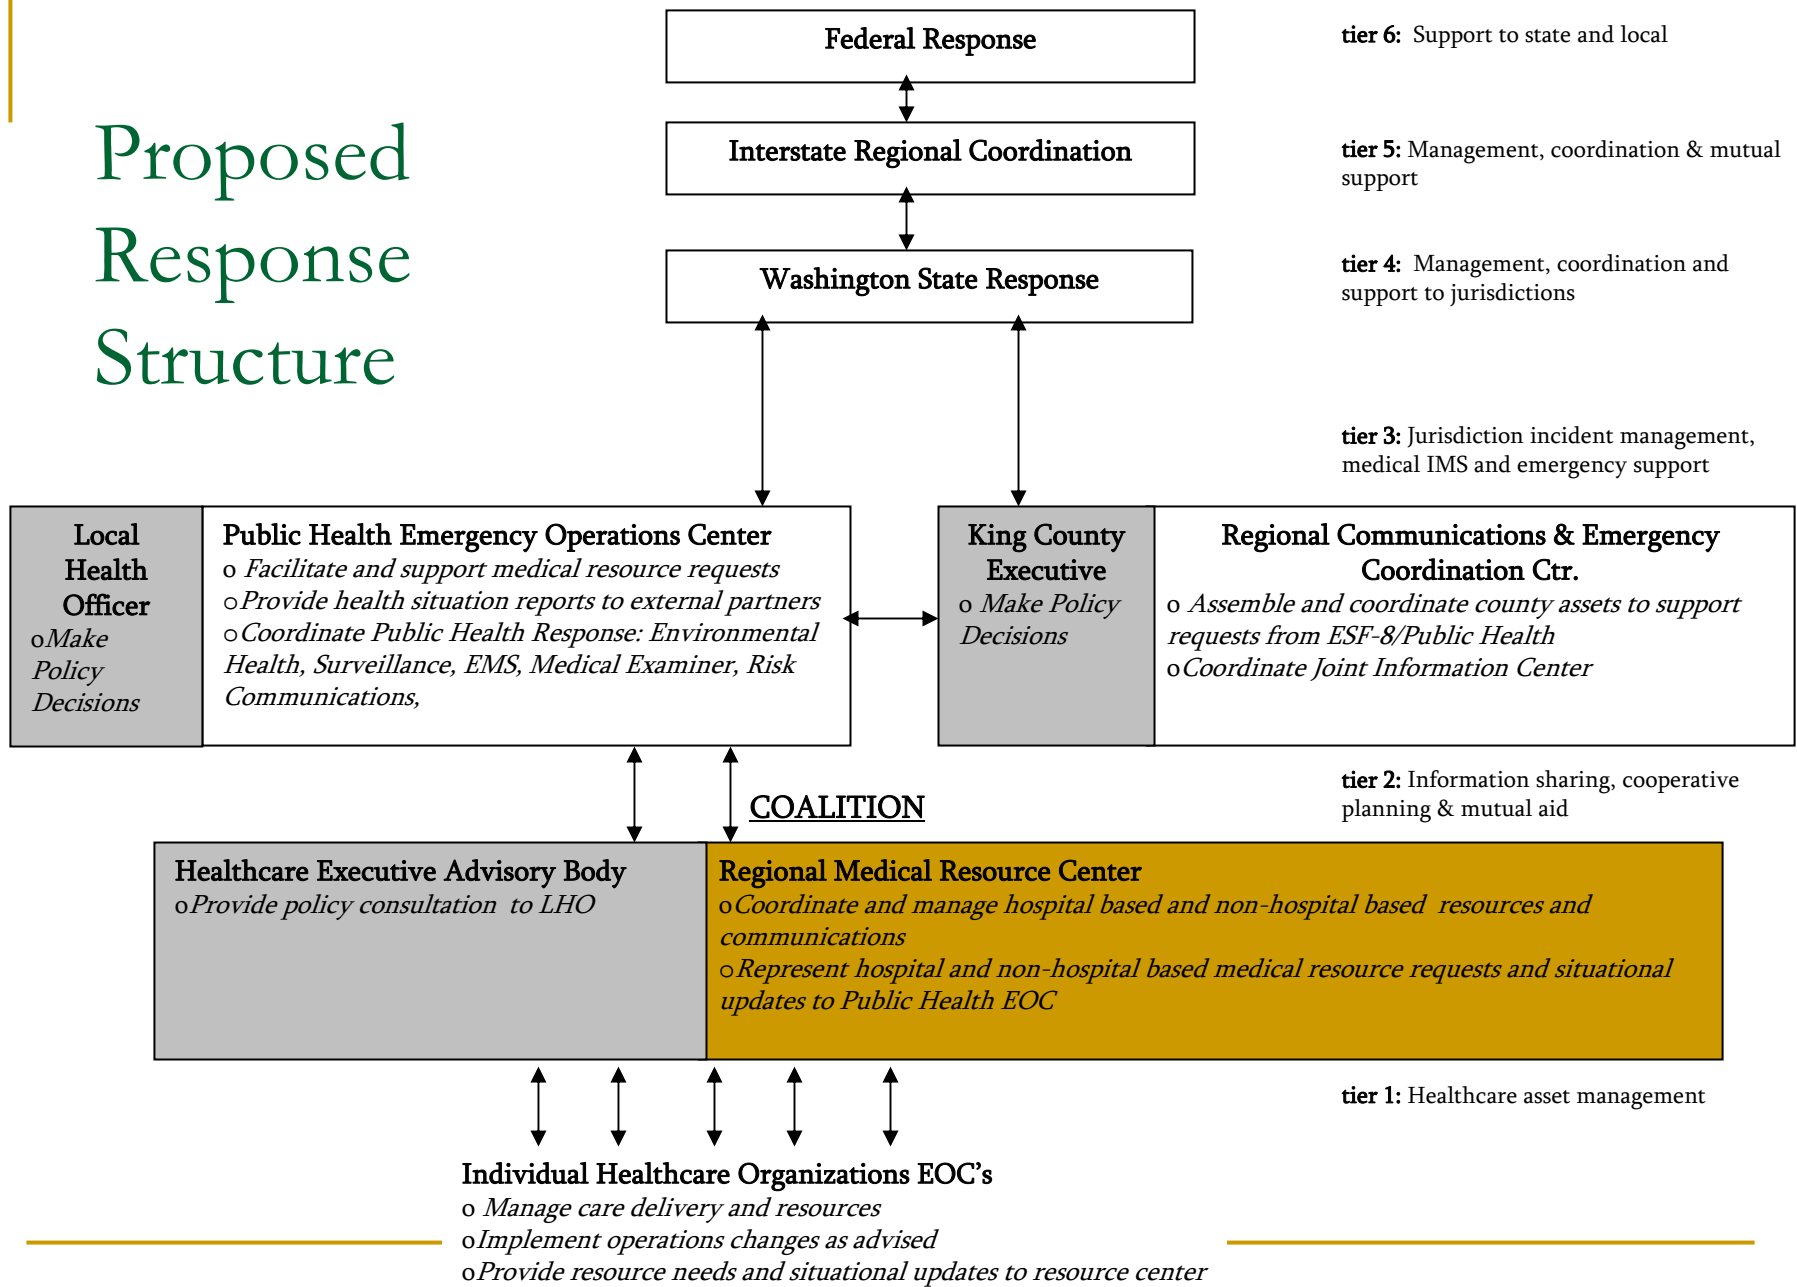 Proposed
Response
Structure
Federal Response
tier 6: Support to state and local
Interstate Regional Coordination
tier 5: Management, coordination & mutual
support
Washington State Response
tier 4: Management, coordination and
support to jurisdictions
tier 3: Jurisdiction incident management,
medical IMS and emergency support
Local
Health
Officer
oMake
Policy
Decisions
Public Health Emergency Operations Center
o Facilitate and support medical resource requests
oProvide health situation reports to external partners
oCoordinate Public Health Response: Environmental
Health, Surveillance, EMS, Medical Examiner, Risk
Communications,
King County
Executive
o Make Policy
Decisions
Regional Communications & Emergency
Coordination Ctr.
o Assemble and coordinate county assets to support
requests from ESF-8/Public Health
oCoordinate Joint Information Center
tier 2: Information sharing, cooperative
planning & mutual aid
COALITION
Healthcare Executive Advisory Body
oProvide policy consultation to LHO
Regional Medical Resource Center
oCoordinate and manage hospital based and non-hospital based resources and
communications
oRepresent hospital and non-hospital based medical resource requests and situational
updates to Public Health EOC
tier 1: Healthcare asset management
Individual Healthcare Organizations EOC's
o Manage care delivery and resources
oImplement operations changes as advised
oProvide resource needs and situational updates to resource center